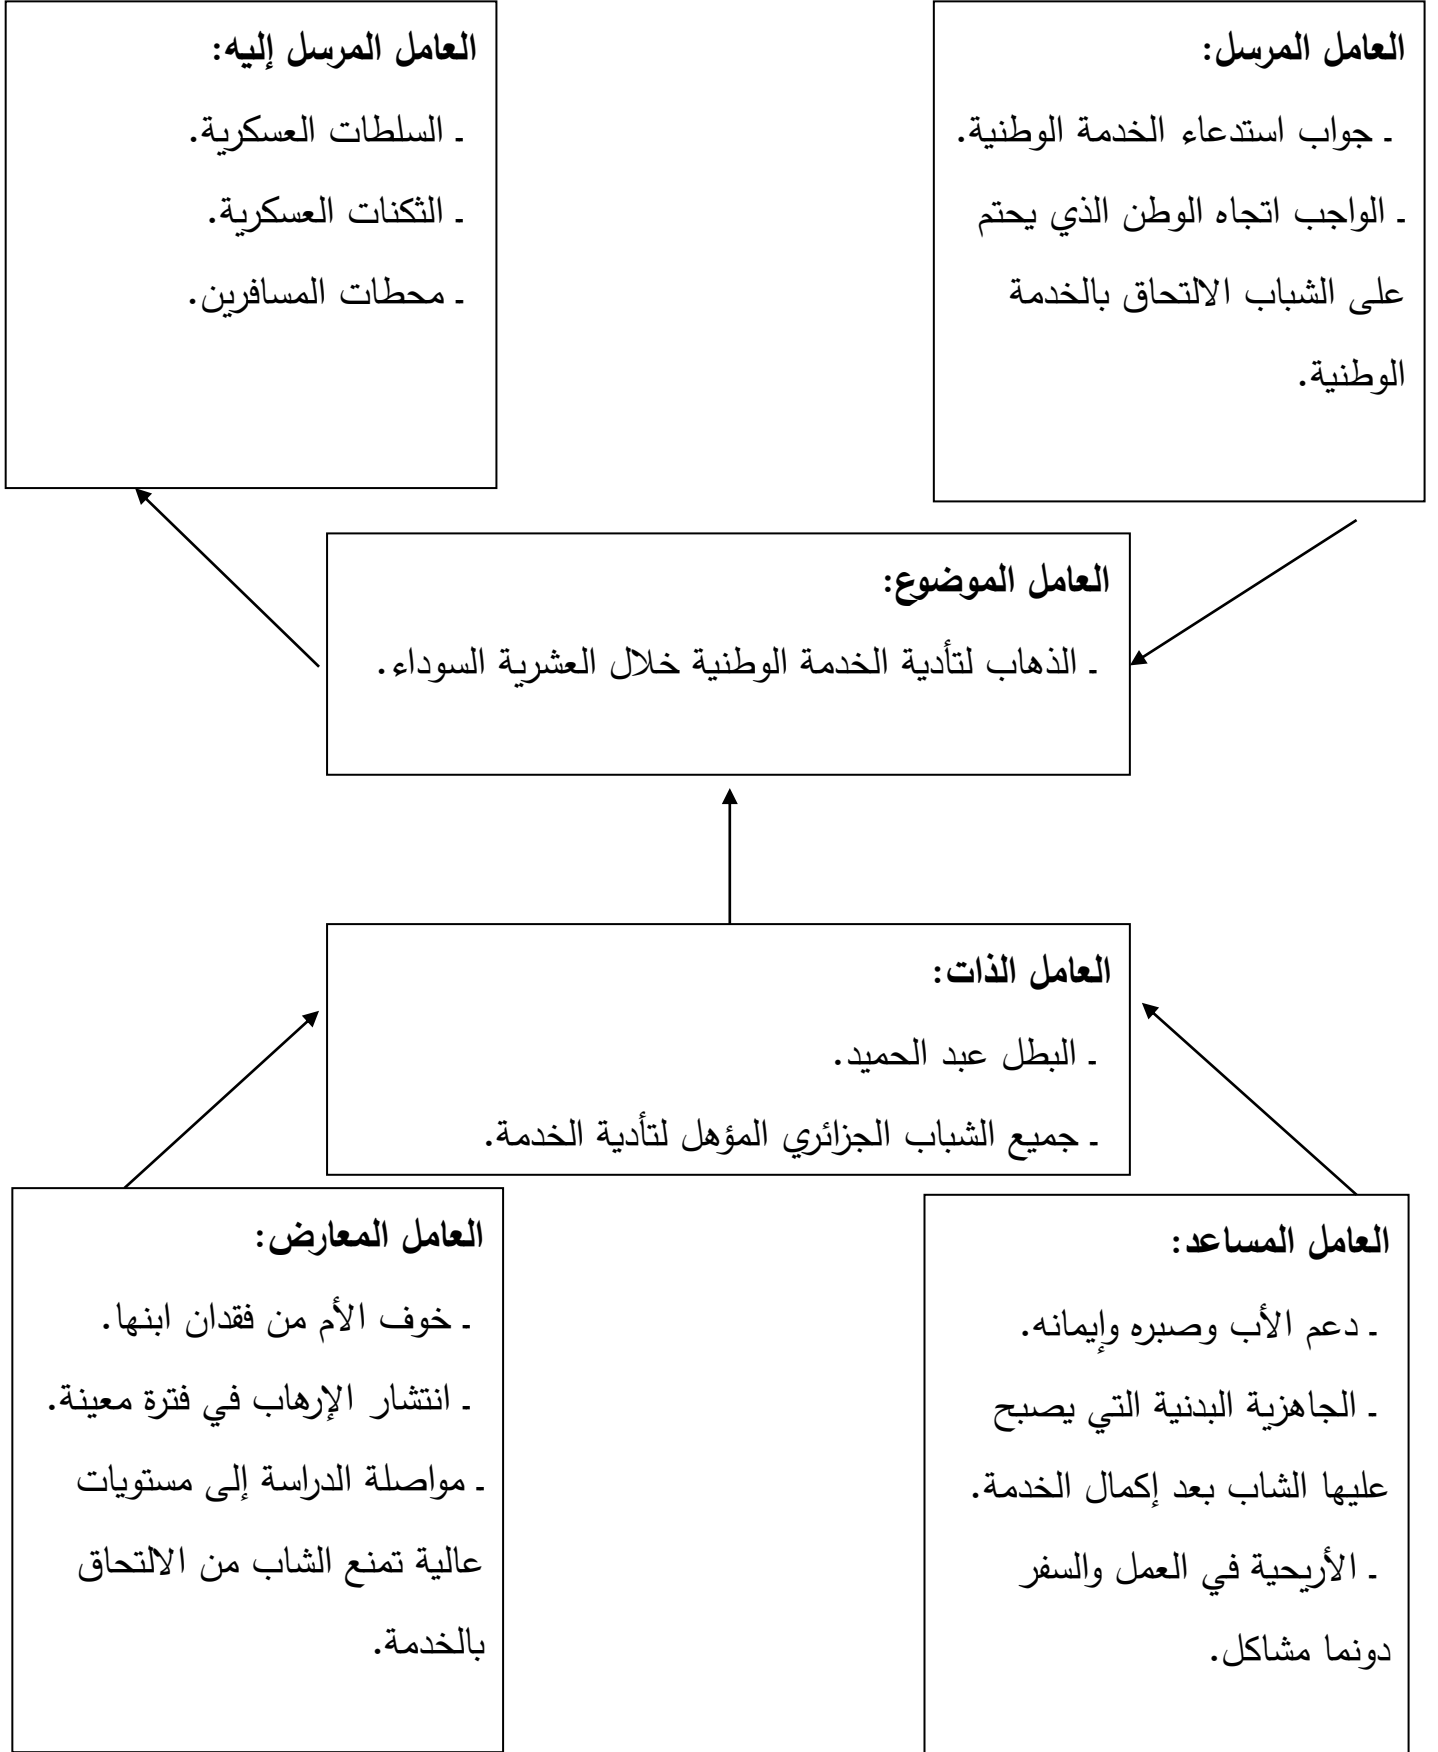 العامل المرسل:
ـ جواب استدعاء الخدمة الوطنية.
ـ الواجب اتجاه الوطن الذي يحتم
على الشباب الالتحاق بالخدمة
الوطنية.
العامل المرسل إليه:
ـ السلطات العسكرية.
ـ الثكنات العسكرية.
ـ محطات المسافرين.
العامل الموضوع:
ـ الذهاب لتأدية الخدمة الوطنية خلال العشرية السوداء.
العامل الذات:
ـ البطل عبد الحميد.
ـ جميع الشباب الجزائري المؤهل لتأدية الخدمة.
العامل المساعد:
ـ دعم الأب وصبره وإيمانه.
ـ الجاهزية البدنية التي يصبح
عليها الشاب بعد إكمال الخدمة.
ـ الأريحية في العمل والسفر
دونما مشاكل.
العامل المعارض:
ـ خوف الأم من فقدان ابنها.
ـ انتشار الإرهاب في فترة معينة.
ـ مواصلة الدراسة إلى مستويات
عالية تمنع الشاب من الالتحاق
بالخدمة.